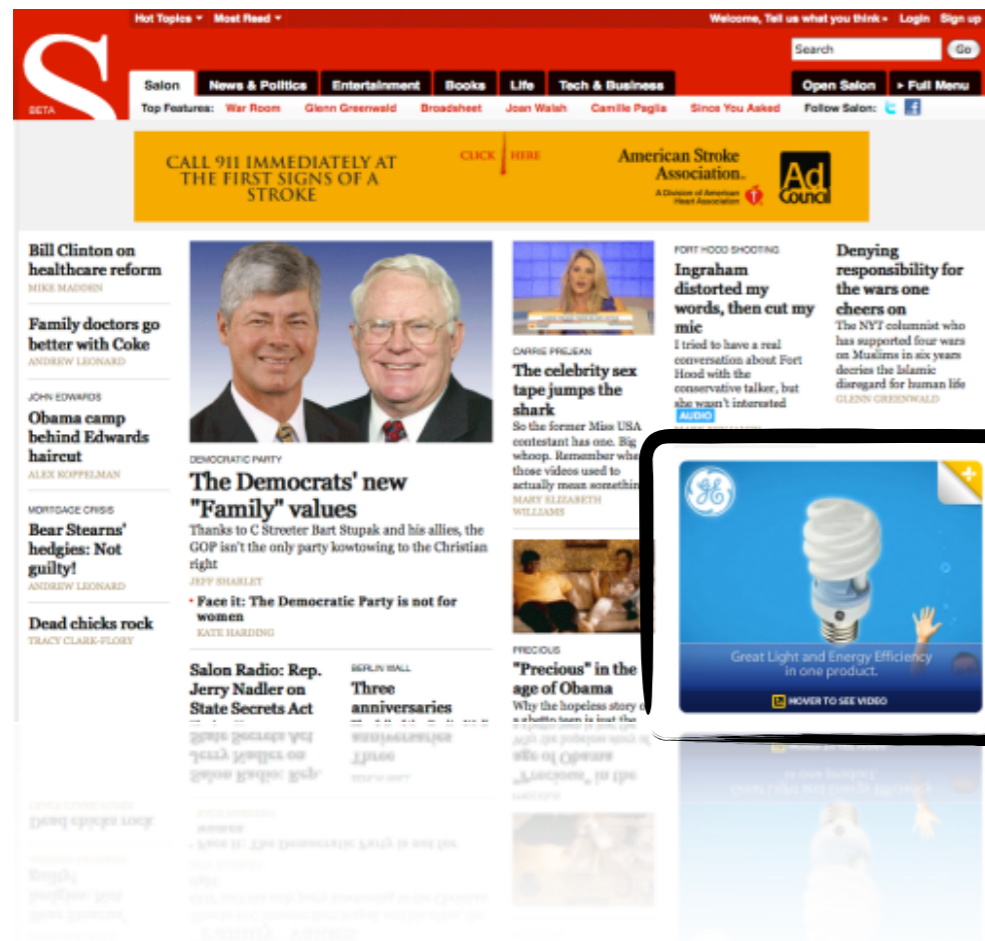 Hot Topics Most Read Welcome, Tell us what you think Login Sign up
Search Go
S
BETA
Salon News & Politics Entertainment Books Life Tech & Business Open Salon Full Menu
Top Features: War Room Glenn Greenwald Broadsheet Joan Walsh Camille Paglia Since You Asked Follow Salon:
CALL 911 IMMEDIATELY AT
THE FIRST SIGNS OF A
STROKE
CLICK HERE
American Stroke
Association.
A Division of American
Heart Association
Ad
Council
Bill Clinton on
healthcare reform
MIKE MADDEN
Family doctors go
better with Coke
ANDREW LEONARD
JOHN EDWARDS
Obama camp
behind Edwards
haircut
ALEX KOPPELMAN
MORTGAGE CRISIS
Bear Stearns'
hedgies: Not
guilty!
ANDREW LEONARD
Dead chicks rock
TRACY CLARK-FLORY
DEMOCRATIC PARTY
The Democrats' new
"Family" values
Thanks to C Streeter Bart Stupak and his allies, the
GOP isn't the only party kowtowing to the Christian
right
JEFF SHARLET
• Face it: The Democratic Party is not for
women
KATE HARDING
Salon Radio: Rep.
Jerry Nadler on
State Secrets Act
BERLIN WALL
Three
anniversaries
CARRIE PREJEAN
The celebrity sex
tape jumps the
shark
So the former Miss USA
contestant has one. Big
whoop. Remember
those videos used to
actually mean
MARY ELIZABETH
WILLIAMS
PRECIOUS
"Precious" in the
age of Obama
Why the hopeless story
a ghetto teen is just the
FORT HOOD SHOOTING
Ingraham
distorted my
words, then cut my
mic
I tried to have a real
conversation about Fort
Hood with the
conservative talker, but
she wasn't interested
AUDIO
Denying
responsibility for
the wars one
cheers on
The NYT columnist who
has supported four wars
on Muslims in six years
decries the Islamic
disregard for human life
GLENN GREENWALD
GE
Great Light and Energy Efficiency
in one product.
HOVER TO SEE VIDEO